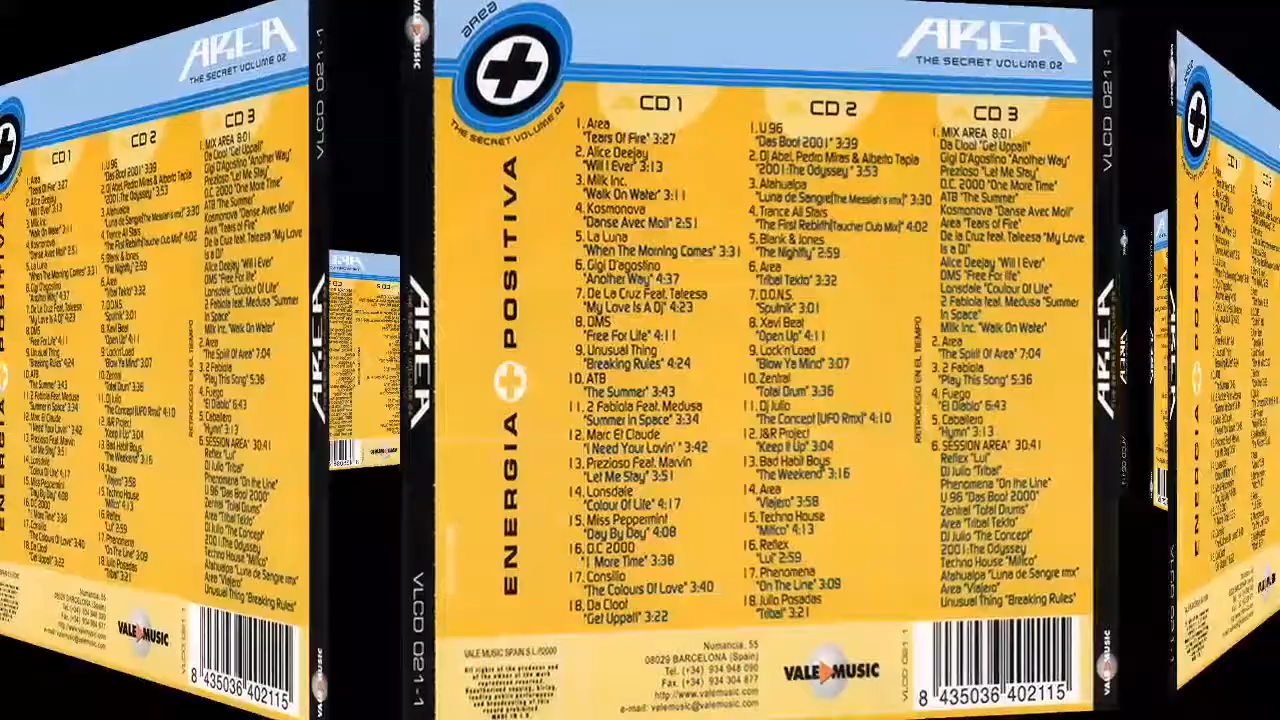 AREA
THE SECRET VOLUME 02
area
THE SECRET VOLUME 02
ENERGIA POSITIVA
CD 1
1. Area
"Tears Of Fire" 3:27
2. Alice Deejay
"Will I Ever" 3:13
3. Milk Inc.
"Walk On Water" 3:11
4. Kosmonova
"Danse Avec Moi!" 2:51
5. La Luna
"When The Morning Comes" 3:31
6. Gigi D'agostino
"Another Way" 4:37
7. De La Cruz Feat. Taleesa
"My Love Is A Dj" 4:23
8. DMS
"Free For Life" 4:11
9. Unusual Thing
"Breaking Rules" 4:24
10. ATB
"The Summer" 3:43
11. 2 Fabiola Feat. Medusa
"Summer in Space" 3:34
12. Marc El Claude
"I Need Your Lovin' " 3:42
13. Prezioso Feat. Marvin
"Let Me Stay" 3:51
14. Lonsdale
"Colour Of Life" 4:17
15. Miss Peppermint
"Day By Day" 4:08
16. D.C 2000
"1 More Time" 3:38
17. Consilio
"The Colours Of Love" 3:40
18. Da Cloof
"Get Uppa!!" 3:22
CD 2
1. U 96
"Das Boot 2001" 3:39
2. Dj Abel, Pedro Miras & Alberto Tapia
"2001: The Odyssey" 3:53
3. Atahualpa
"Luna de Sangre(The Messiah's rmx)" 3:30
4. Trance All Stars
"The First Rebirth(Taucher Club Mix)" 4:02
5. Blank & Jones
"The Nightfly" 2:59
6. Area
"Tribal Tekto" 3:32
7. D.O.N.S.
"Sputnik" 3:01
8. Xavi Beat
"Open Up" 4:11
9. Lock'n'Load
"Blow Ya Mind" 3:07
10. Zentral
"Total Drum" 3:36
11. Dj Julio
"The Concept (UFO Rmx)" 4:10
12. J&R Project
"Keep It Up" 3:04
13. Bad Habit Boys
"The Weekend" 3:16
14. Area
"Viajero" 3:58
15. Techno House
"Mitico" 4:13
16. Reflex
"Lui" 2:59
17. Phenomena
"On The Line" 3:09
18. Julio Posadas
"Tribal" 3:21
RETROCESO EN EL TIEMPO
CD 3
1. MIX AREA 8:01
Da Cloof "Get Uppa!!"
Gigi D'Agostino "Another Way"
Prezioso "Let Me Stay"
D.C 2000 "One More Time"
ATB "The Summer"
Kosmonova "Danse Avec Moi!"
Area "Tears of Fire"
De la Cruz feat. Taleesa "My Love
is a DJ"
Alice Deejay "Will I Ever"
DMS "Free For life"
Lonsdale "Coulour Of Life"
2 Fabiola feat. Medusa "Summer
In Space"
Milk Inc. "Walk On Water"
2. Area
"The Spirit Of Area" 7:04
3. 2 Fabiola
"Play This Song" 5:36
4. Fuego
"El Diablo" 6:43
5. Caballero
"Hymn" 3:13
6. SESSION AREA` 30:41
Reflex "Lui"
DJ Julio "Tribal"
Phenomena "On the Line"
U 96 "Das Boot 2000"
Zentral "Total Drums"
Area "Tribal Tekto"
DJ Julio "The Concept"
2001: The Odyssey
Techno House "Mitico"
Atahualpa "Luna de Sangre rmx"
Area "Viajero"
Unusual Thing "Breaking Rules"
VALE MUSIC SPAIN S L /©2000
Numancia, 55
08029 BARCELONA (Spain)
Tel. (+34) 934 948 090
Fax. (+34) 934 304 877
http://www.valemusic.com
e-mail: valemusic@valemusic.com
VALE MUSIC
VLCD 021-1
8 435036 402115
AREA
VLCD 021-1
VALE MUSIC